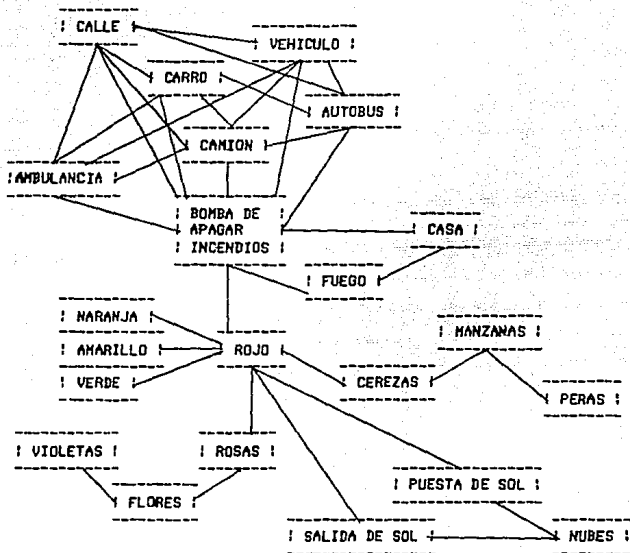 CALLE
VEHICULO
CARRO
AUTOBUS
CAMION
AMBULANCIA
BOMBA DE
APAGAR
INCENDIOS
CASA
FUEGO
NARANJA
MANZANAS
AMARILLO
ROJO
VERDE
CEREZAS
PERAS
VIOLETAS
ROSAS
PUESTA DE SOL
FLORES
SALIDA DE SOL
NUBES